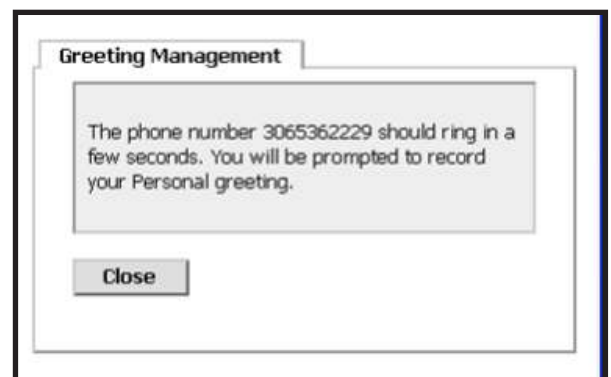 Greeting Management
The phone number 3065362229 should ring in a
few seconds. You will be prompted to record
your Personal greeting.
Close